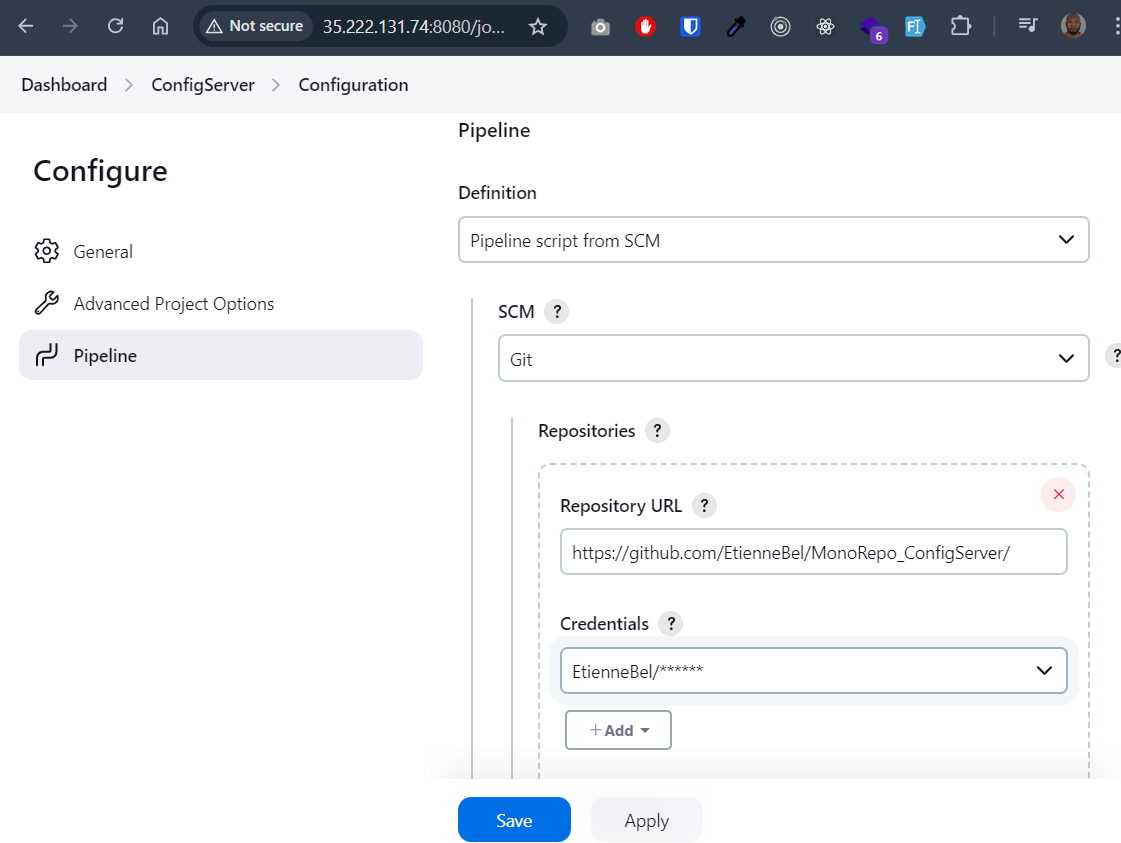 Not secure
35.222.131.74:8080/jo...
6
Dashboard > ConfigServer > Configuration
Configure
General
Advanced Project Options
Pipeline
Pipeline
Definition
Pipeline script from SCM
SCM ?
Git
?
Repositories ?
Repository URL ?
https://github.com/EtienneBel/MonoRepo_ConfigServer/
Credentials ?
EtienneBel/******
+ Add
Save
Apply